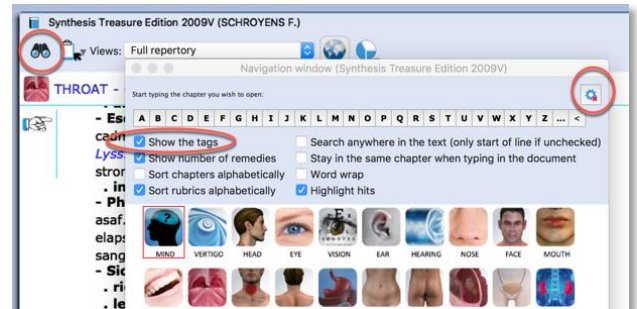 Synthesis Treasure Edition 2009V (SCHROYENS F.)
Views: Full repertory
Navigation window (Synthesis Treasure Edition 2009V)
THROAT -
Start typing the chapter you wish to open:
A B C D E F G H I J K L M N O P Q R S T U V W X Y Z ... <
- Es
cadn
Lyss
stron
. in
- Ph
asaf.
elaps
sang
- Sid
. ri
. le
Show the tags
Search anywhere in the text (only start of line if unchecked)
Show number of remedies
Stay in the same chapter when typing in the document
Sort chapters alphabetically
Word wrap
Sort rubrics alphabetically
Highlight hits
MIND VERTIGO HEAD EYE VISION EAR HEARING NOSE FACE MOUTH